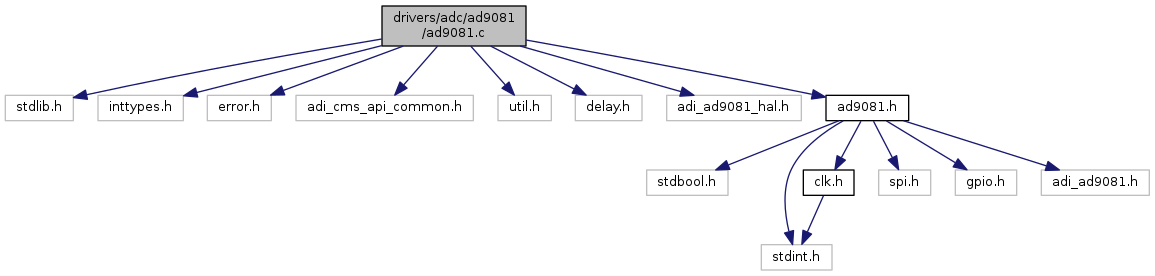 drivers/adc/ad9081
/ad9081.c
stdlib.h
inttypes.h
error.h
adi_cms_api_common.h
util.h
delay.h
adi_ad9081_hal.h
ad9081.h
stdbool.h
clk.h
spi.h
gpio.h
adi_ad9081.h
stdint.h